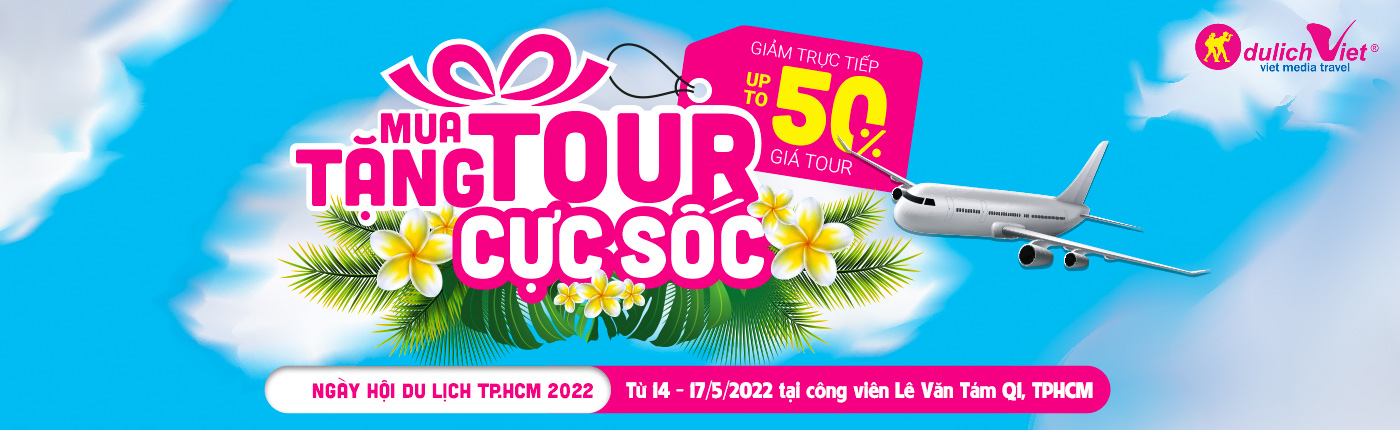 dulichViet®
viet media travel
GIẢM TRỰC TIẾP
UP TO 50%
GIÁ TOUR
MUA TOUR
TẶNG
CỰC SỐC
NGÀY HỘI DU LỊCH TP.HCM 2022
Từ 14 - 17/5/2022 tại công viên Lê Văn Tám Q1, TPHCM